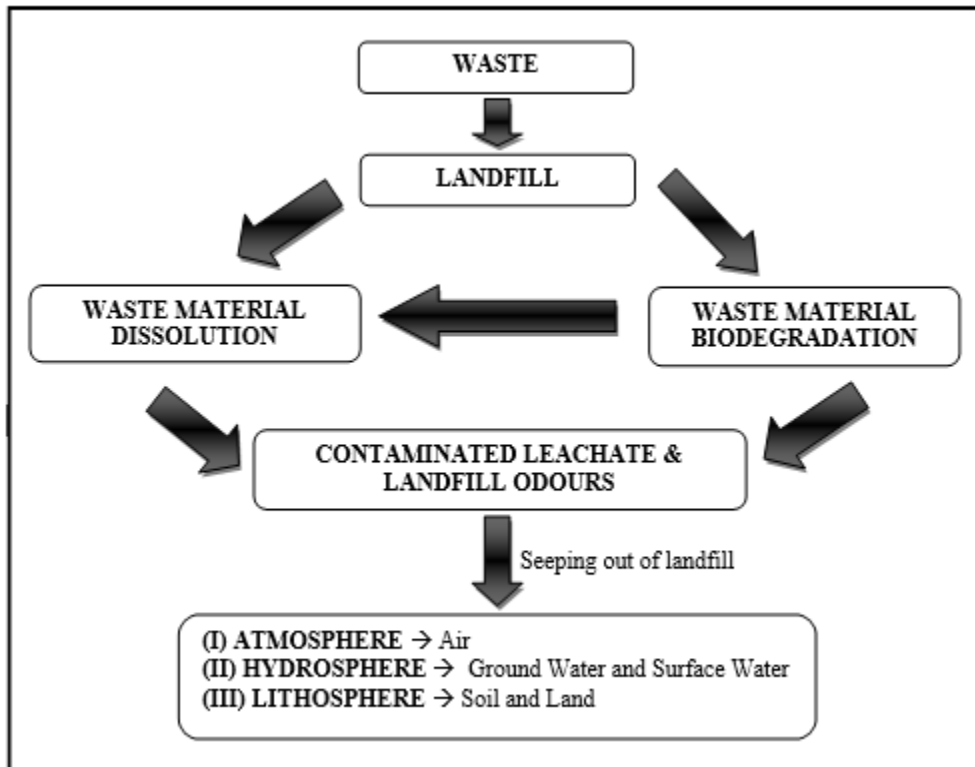 WASTE
LANDFILL
WASTE MATERIAL
DISSOLUTION
WASTE MATERIAL
BIODEGRADATION
CONTAMINATED LEACHATE &
LANDFILL ODOURS
Seeping out of landfill
(I) ATMOSPHERE → Air
(II) HYDROSPHERE → Ground Water and Surface Water
(III) LITHOSPHERE → Soil and Land